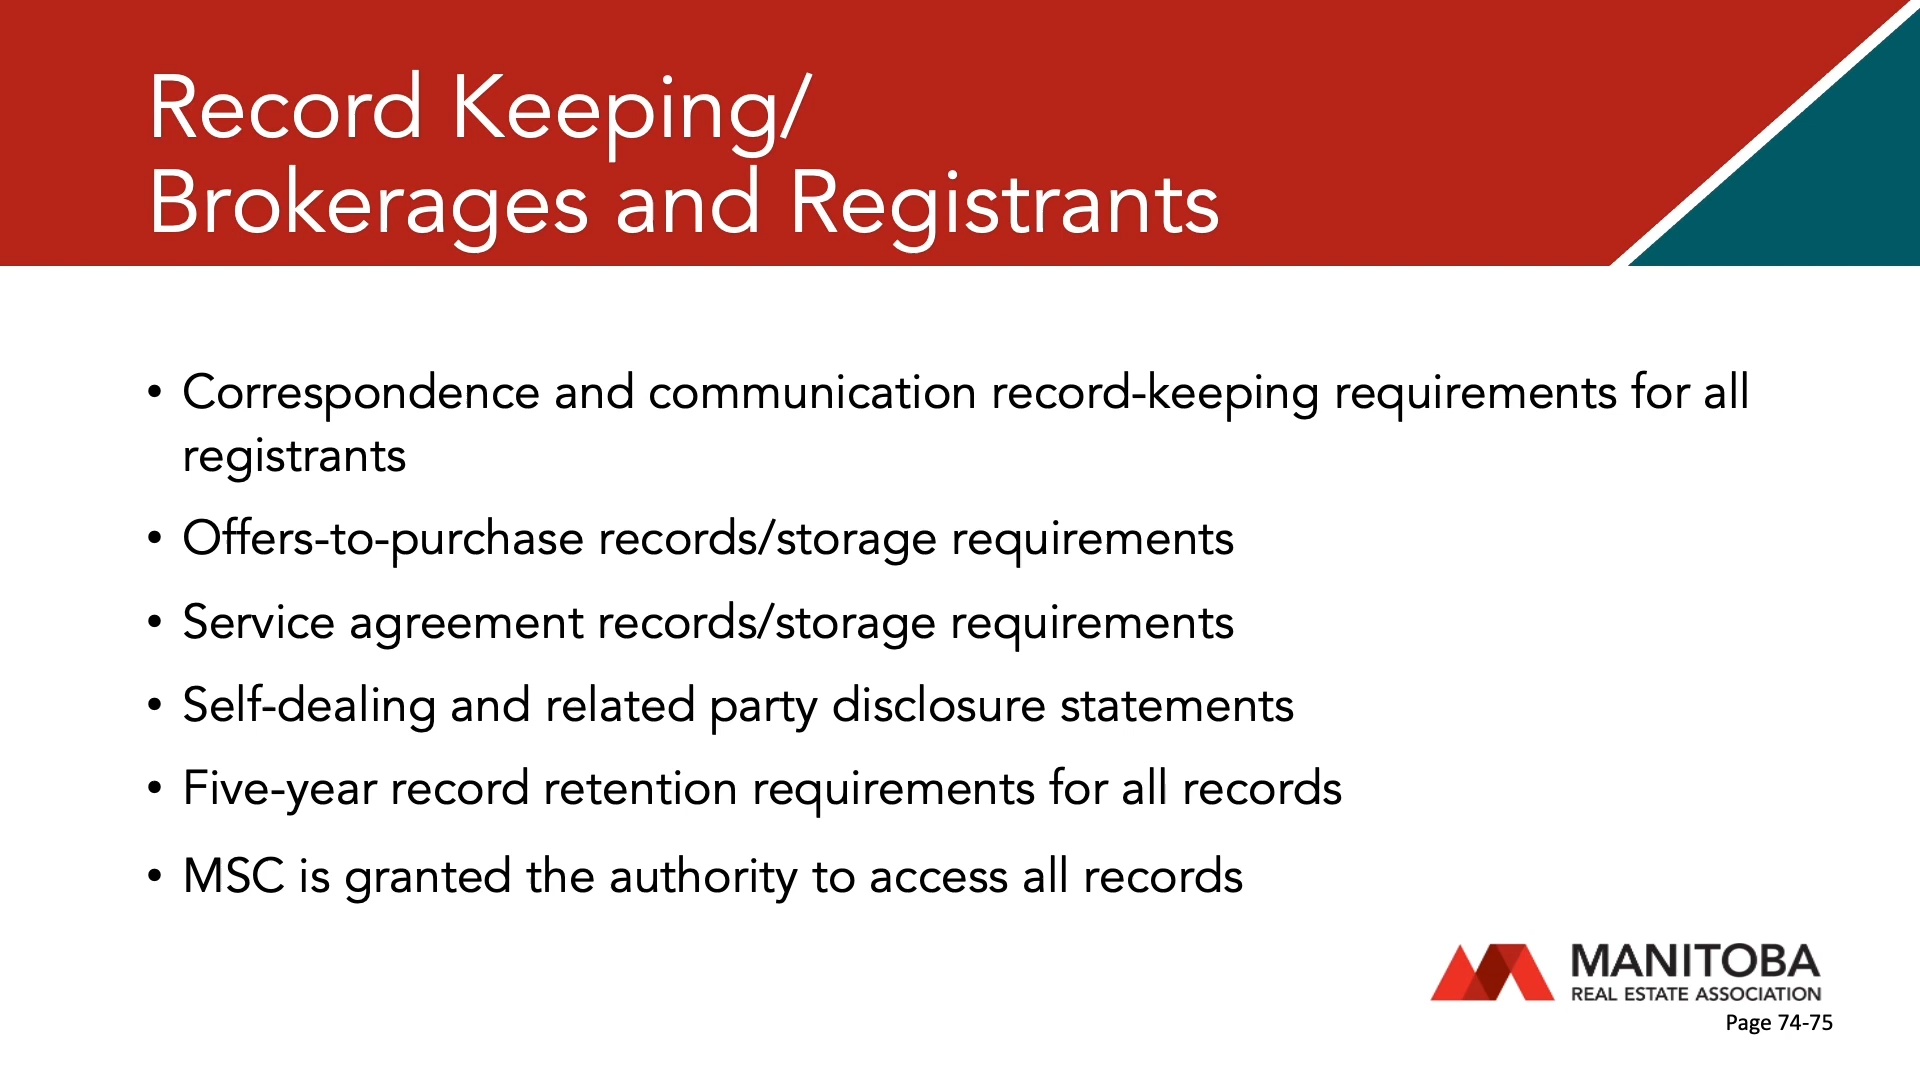 Record Keeping/
Brokerages and Registrants
• Correspondence and communication record-keeping requirements for all
registrants
• Offers-to-purchase records/storage requirements
• Service agreement records/storage requirements
• Self-dealing and related party disclosure statements
• Five-year record retention requirements for all records
• MSC is granted the authority to access all records
MANITOBA
REAL ESTATE ASSOCIATION
Page 74-75